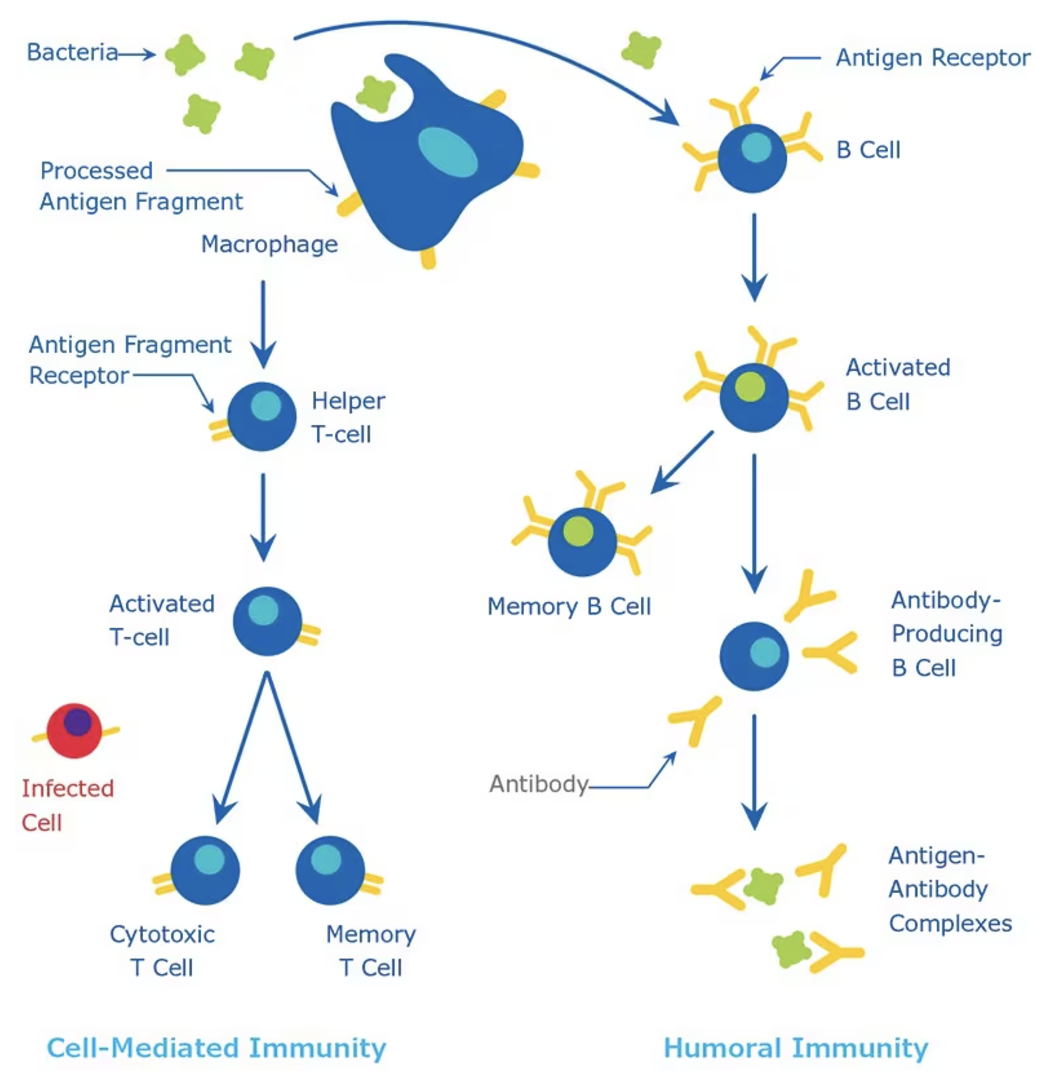 Bacteria
Antigen Receptor
B Cell
Processed
Antigen Fragment
Macrophage
Antigen Fragment
Receptor
Helper
T-cell
Activated
B Cell
Activated
T-cell
Memory B Cell
Antibody-
Producing
B Cell
Infected
Cell
Antibody
Antigen-
Antibody
Complexes
Cytotoxic
T Cell
Memory
T Cell
Cell-Mediated Immunity
Humoral Immunity